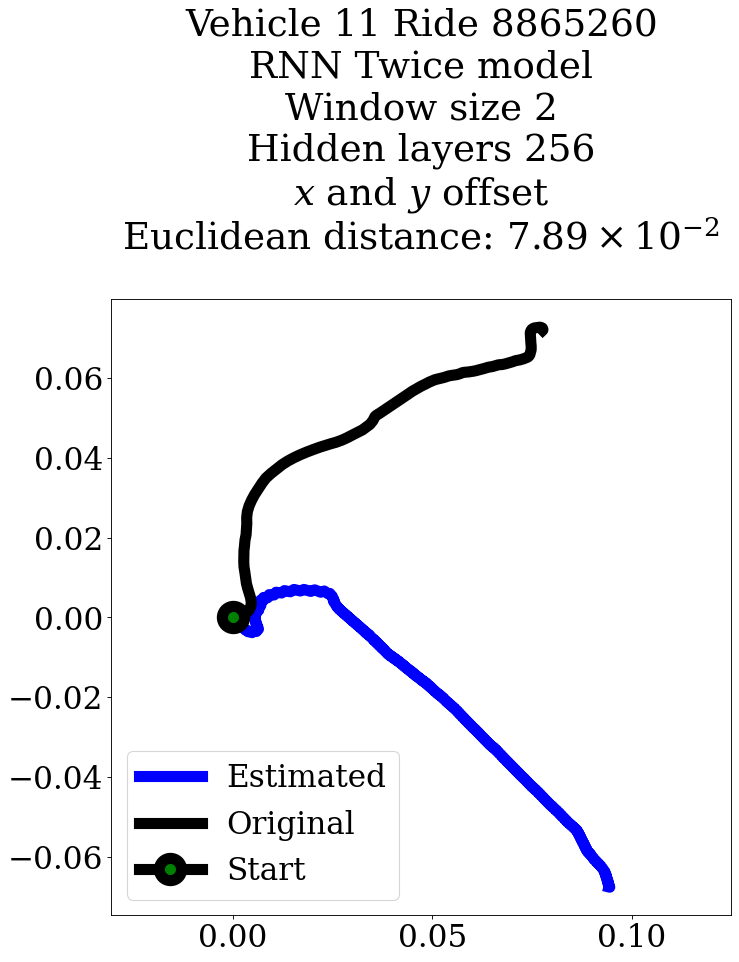 Vehicle 11 Ride 8865260
RNN Twice model
Window size 2
Hidden layers 256
x and y offset
Euclidean distance: 7.89 × 10⁻²
0.06
0.04
0.02
0.00
−0.02
−0.04
−0.06
Estimated
Original
Start
0.00 0.05 0.10